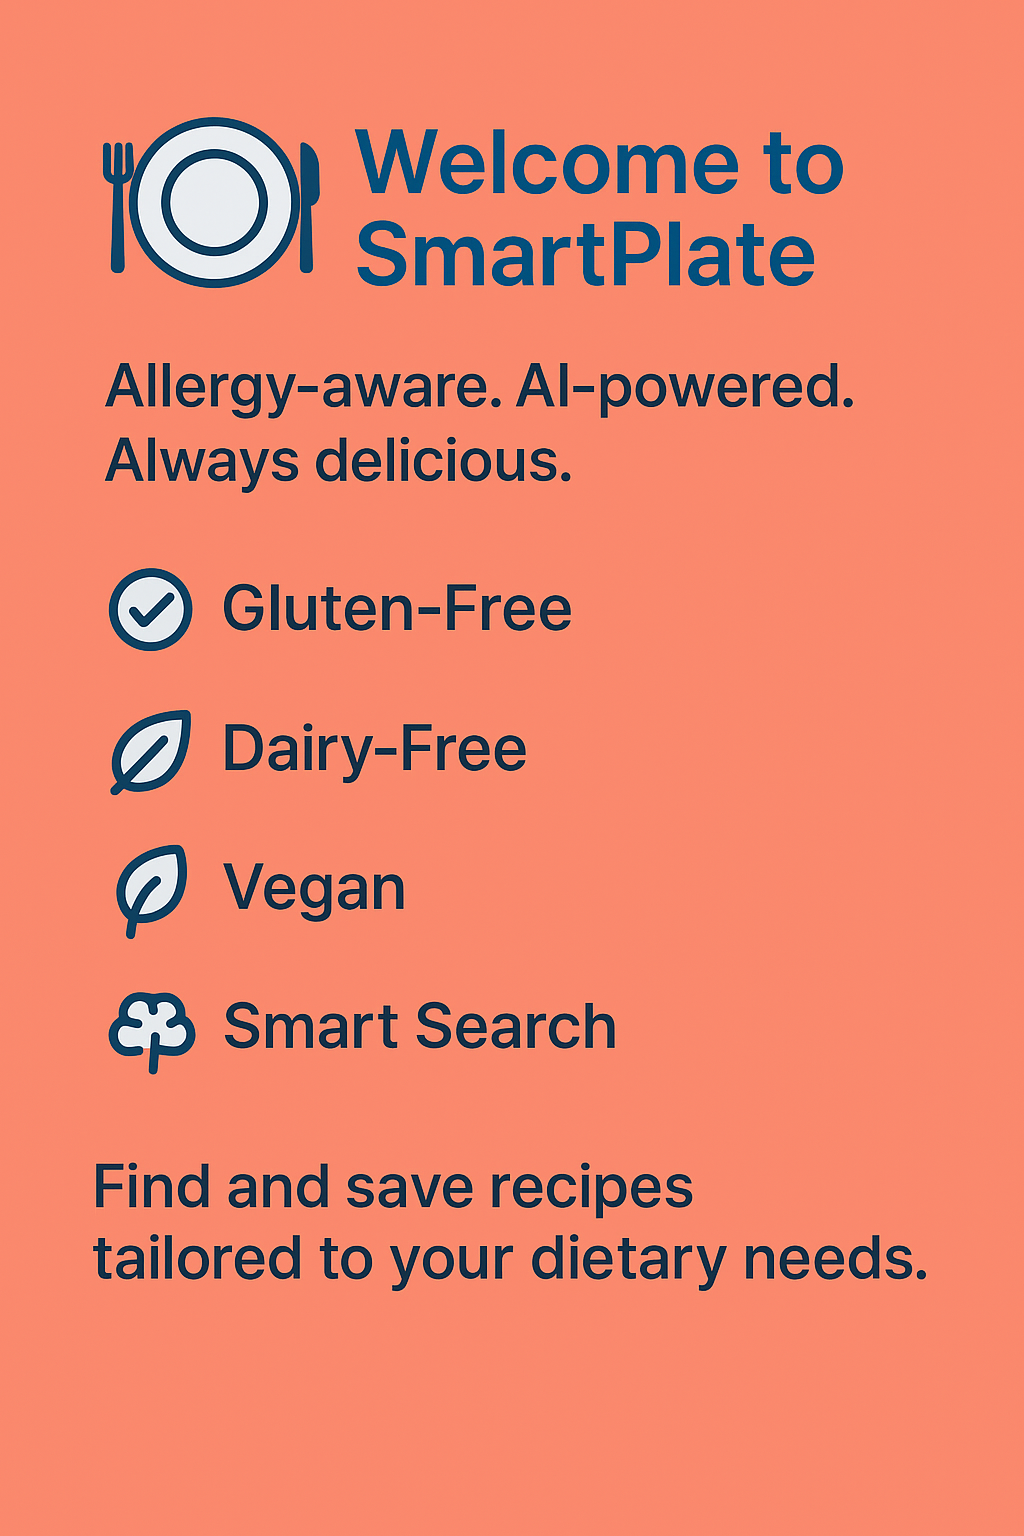 Welcome to
SmartPlate
Allergy-aware. AI-powered.
Always delicious.
Gluten-Free
Dairy-Free
Vegan
Smart Search
Find and save recipes
tailored to your dietary needs.